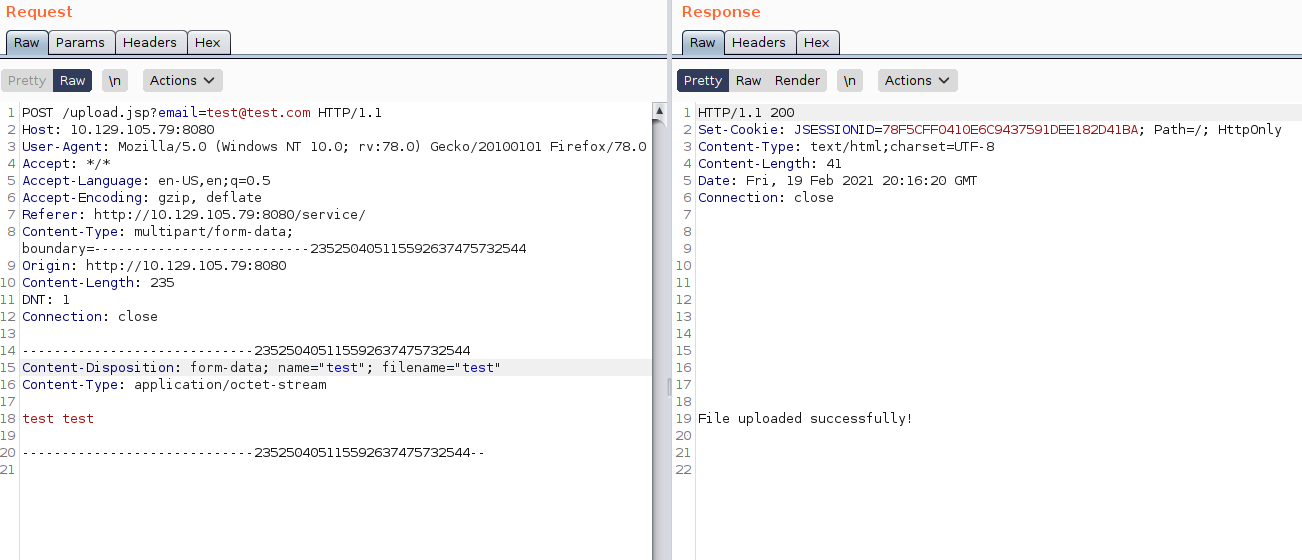 Request
Raw Params Headers Hex
Pretty Raw \n Actions
1 POST /upload.jsp?email=test@test.com HTTP/1.1
2 Host: 10.129.105.79:8080
3 User-Agent: Mozilla/5.0 (Windows NT 10.0; rv:78.0) Gecko/20100101 Firefox/78.0
4 Accept: */*
5 Accept-Language: en-US,en;q=0.5
6 Accept-Encoding: gzip, deflate
7 Referer: http://10.129.105.79:8080/service/
8 Content-Type: multipart/form-data;
boundary=---------------------------235250405115592637475732544
9 Origin: http://10.129.105.79:8080
10 Content-Length: 235
11 DNT: 1
12 Connection: close
13
14 -----------------------------235250405115592637475732544
15 Content-Disposition: form-data; name="test"; filename="test"
16 Content-Type: application/octet-stream
17
18 test test
19
20 -----------------------------235250405115592637475732544--
21
Response
Raw Headers Hex
Pretty Raw Render \n Actions
1 HTTP/1.1 200
2 Set-Cookie: JSESSIONID=78F5CFF0410E6C9437591DEE182D41BA; Path=/; HttpOnly
3 Content-Type: text/html;charset=UTF-8
4 Content-Length: 41
5 Date: Fri, 19 Feb 2021 20:16:20 GMT
6 Connection: close
7
8
9
10
11
12
13
14
15
16
17
18
19 File uploaded successfully!
20
21
22